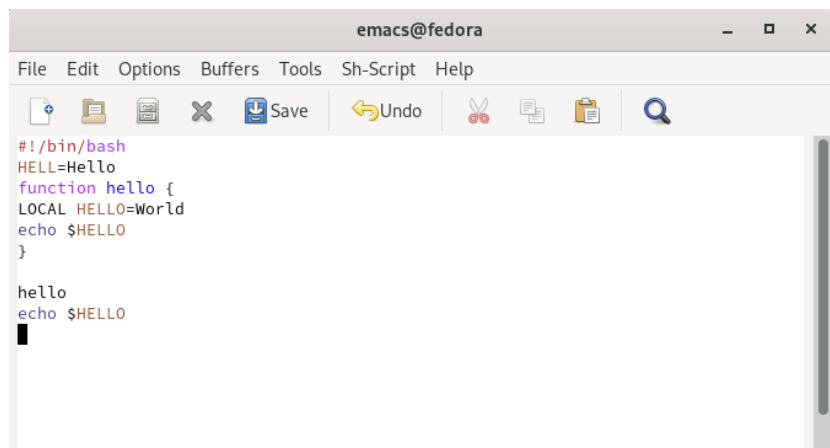 emacs@fedora
File Edit Options Buffers Tools Sh-Script Help
Save Undo
#!/bin/bash
HELL=Hello
function hello {
LOCAL HELLO=World
echo $HELLO
}
hello
echo $HELLO